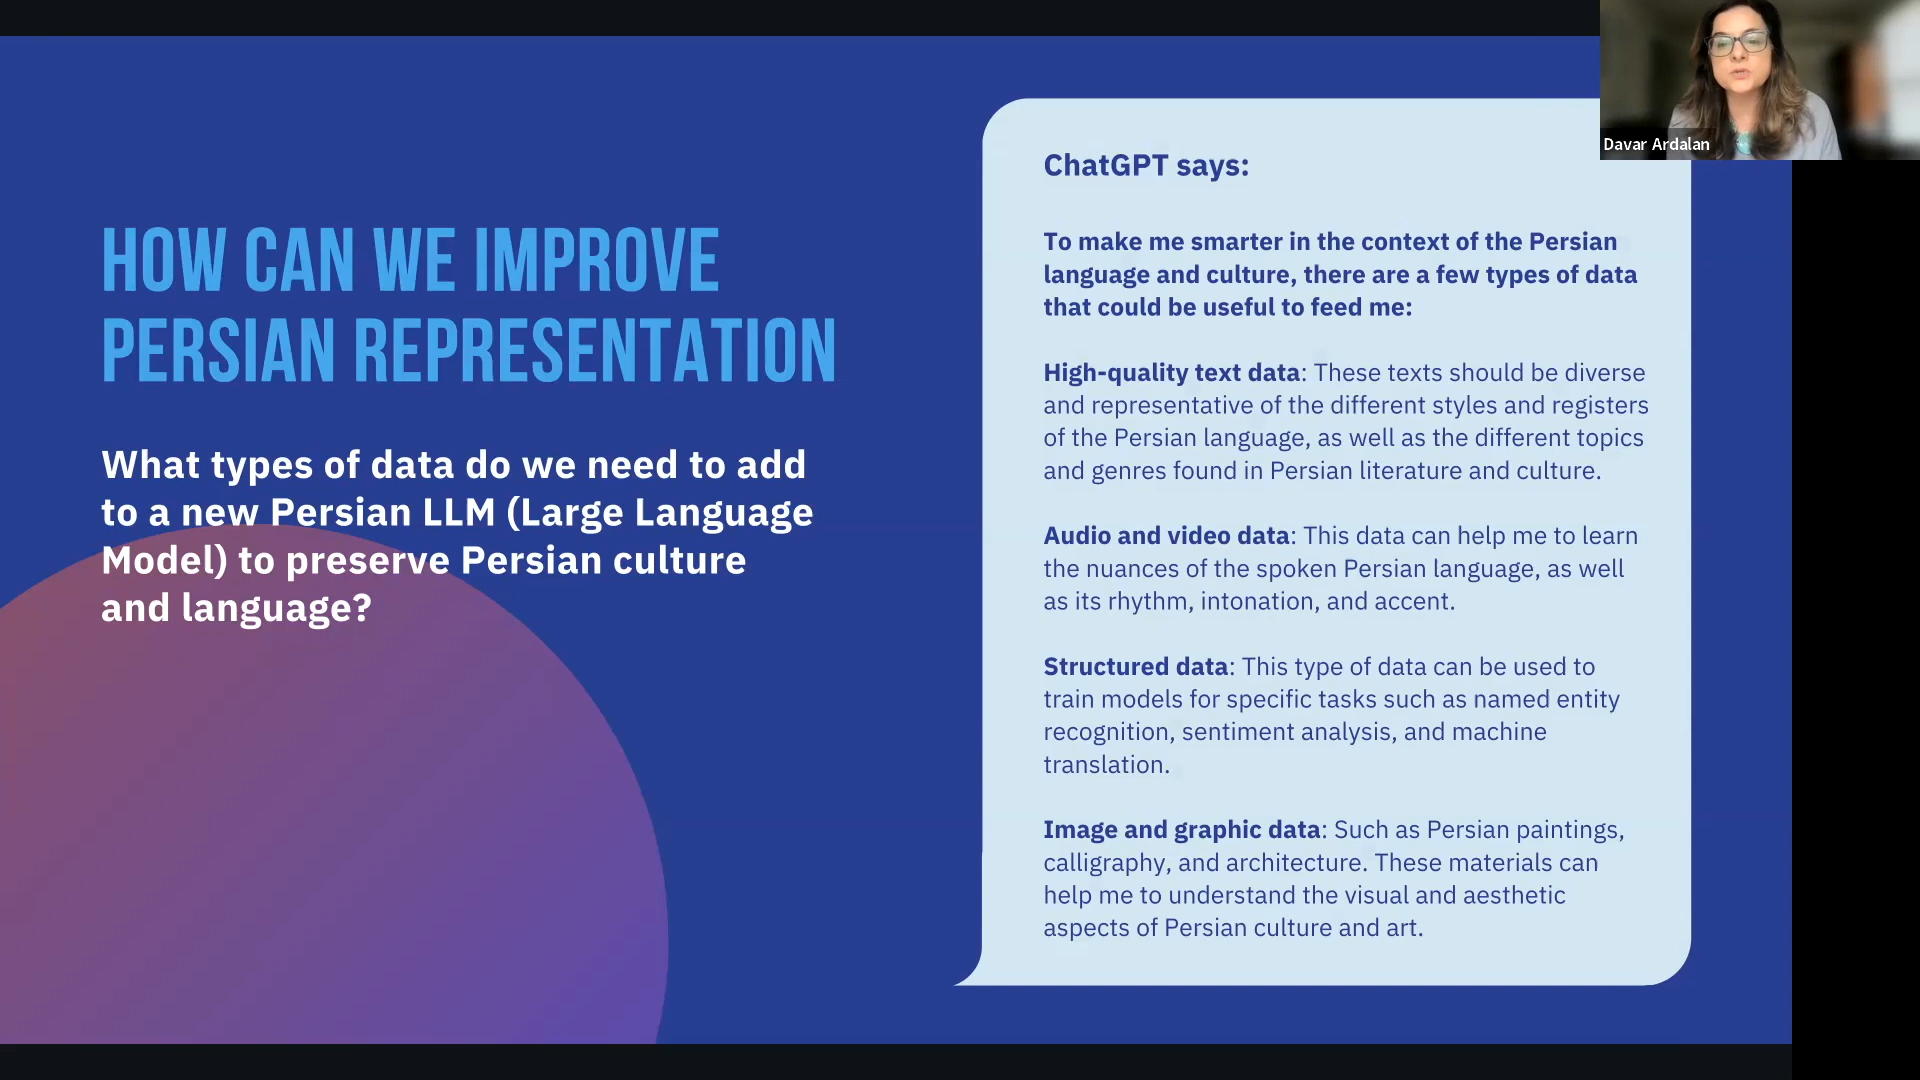 HOW CAN WE IMPROVE
PERSIAN REPRESENTATION
What types of data do we need to add
to a new Persian LLM (Large Language
Model) to preserve Persian culture
and language?
ChatGPT says:
To make me smarter in the context of the Persian
language and culture, there are a few types of data
that could be useful to feed me:
High-quality text data: These texts should be diverse
and representative of the different styles and registers
of the Persian language, as well as the different topics
and genres found in Persian literature and culture.
Audio and video data: This data can help me to learn
the nuances of the spoken Persian language, as well
as its rhythm, intonation, and accent.
Structured data: This type of data can be used to
train models for specific tasks such as named entity
recognition, sentiment analysis, and machine
translation.
Image and graphic data: Such as Persian paintings,
calligraphy, and architecture. These materials can
help me to understand the visual and aesthetic
aspects of Persian culture and art.
Davar Ardalan